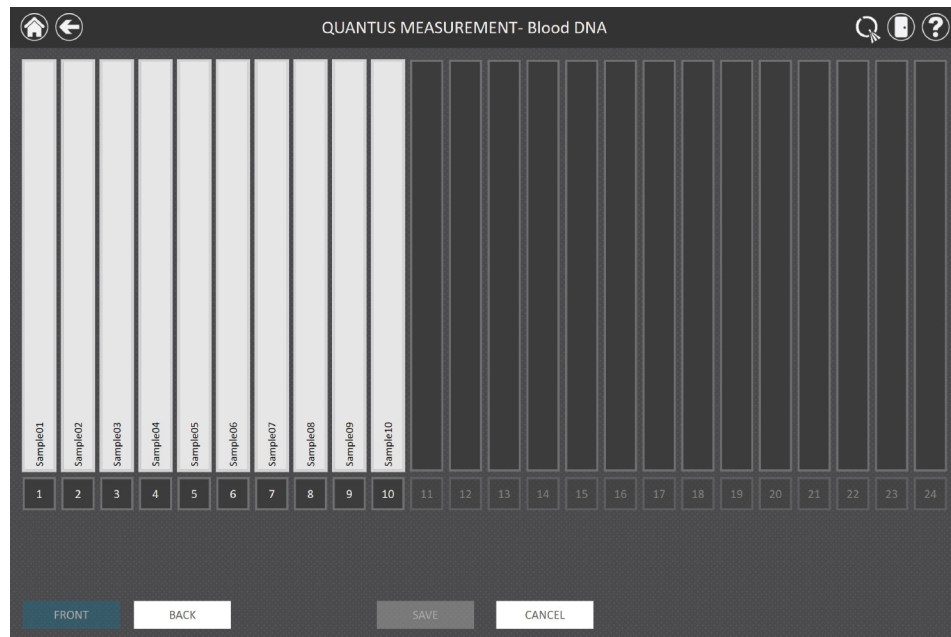 QUANTUS MEASUREMENT- Blood DNA
?
Sample01
Sample02
Sample03
Sample04
Sample05
Sample06
Sample07
Sample08
Sample09
Sample10
1 2 3 4 5 6 7 8 9 10 11 12 13 14 15 16 17 18 19 20 21 22 23 24
FRONT BACK SAVE CANCEL